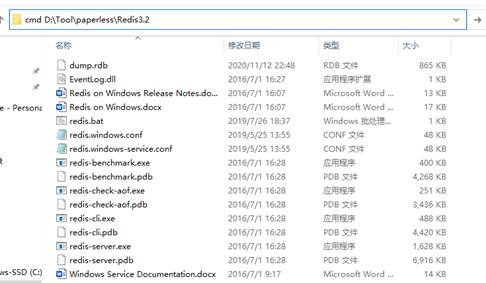 cmd D:\Tool\paperless\Redis3.2
名称 修改日期 类型 大小
dump.rdb 2020/11/12 22:48 RDB 文件 865 KB
EventLog.dll 2016/7/1 16:27 应用程序扩展 1 KB
Redis on Windows Release Notes.do... 2016/7/1 16:07 Microsoft Word ... 13 KB
Redis on Windows.docx 2016/7/1 16:07 Microsoft Word ... 17 KB
redis.bat 2019/7/26 18:37 Windows 批处理... 1 KB
e - Persona redis.windows.conf 2019/5/25 13:55 CONF 文件 48 KB
redis.windows-service.conf 2019/5/25 13:55 CONF 文件 48 KB
redis-benchmark.exe 2016/7/1 16:28 应用程序 400 KB
redis-benchmark.pdb 2016/7/1 16:28 PDB 文件 4,268 KB
redis-check-aof.exe 2016/7/1 16:28 应用程序 251 KB
redis-check-aof.pdb 2016/7/1 16:28 PDB 文件 3,436 KB
redis-cli.exe 2016/7/1 16:28 应用程序 488 KB
redis-cli.pdb 2016/7/1 16:28 PDB 文件 4,420 KB
redis-server.exe 2016/7/1 16:28 应用程序 1,628 KB
redis-server.pdb 2016/7/1 16:28 PDB 文件 6,916 KB
ws-SSD (C:) Windows Service Documentation.docx 2016/7/1 9:17 Microsoft Word ... 14 KB